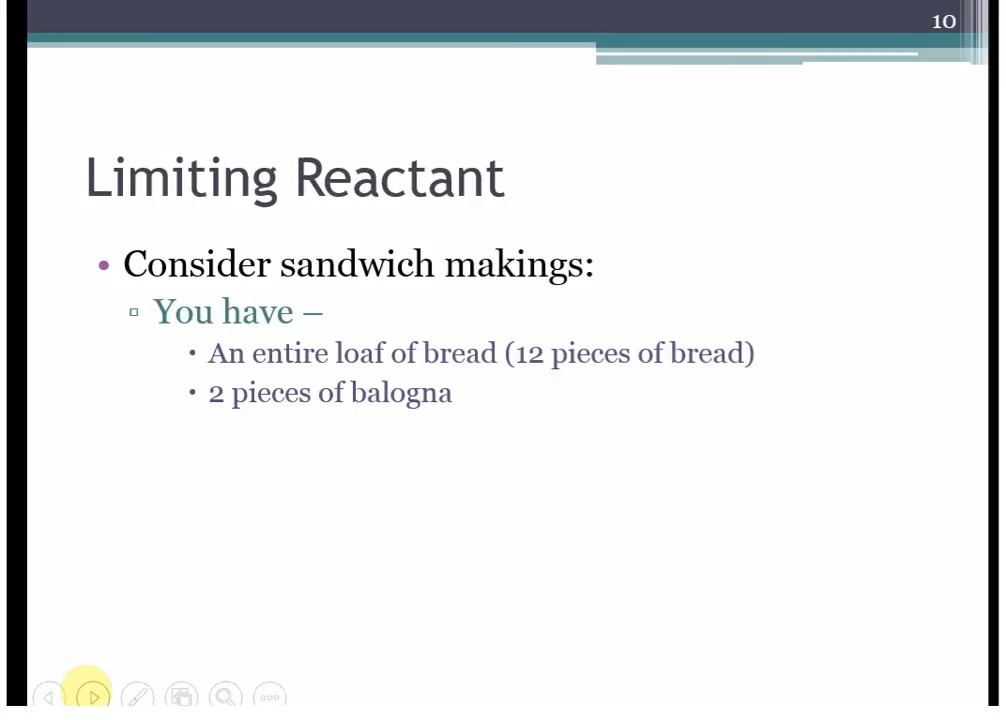 10
Limiting Reactant
• Consider sandwich makings:
▫ You have –
• An entire loaf of bread (12 pieces of bread)
• 2 pieces of balogna